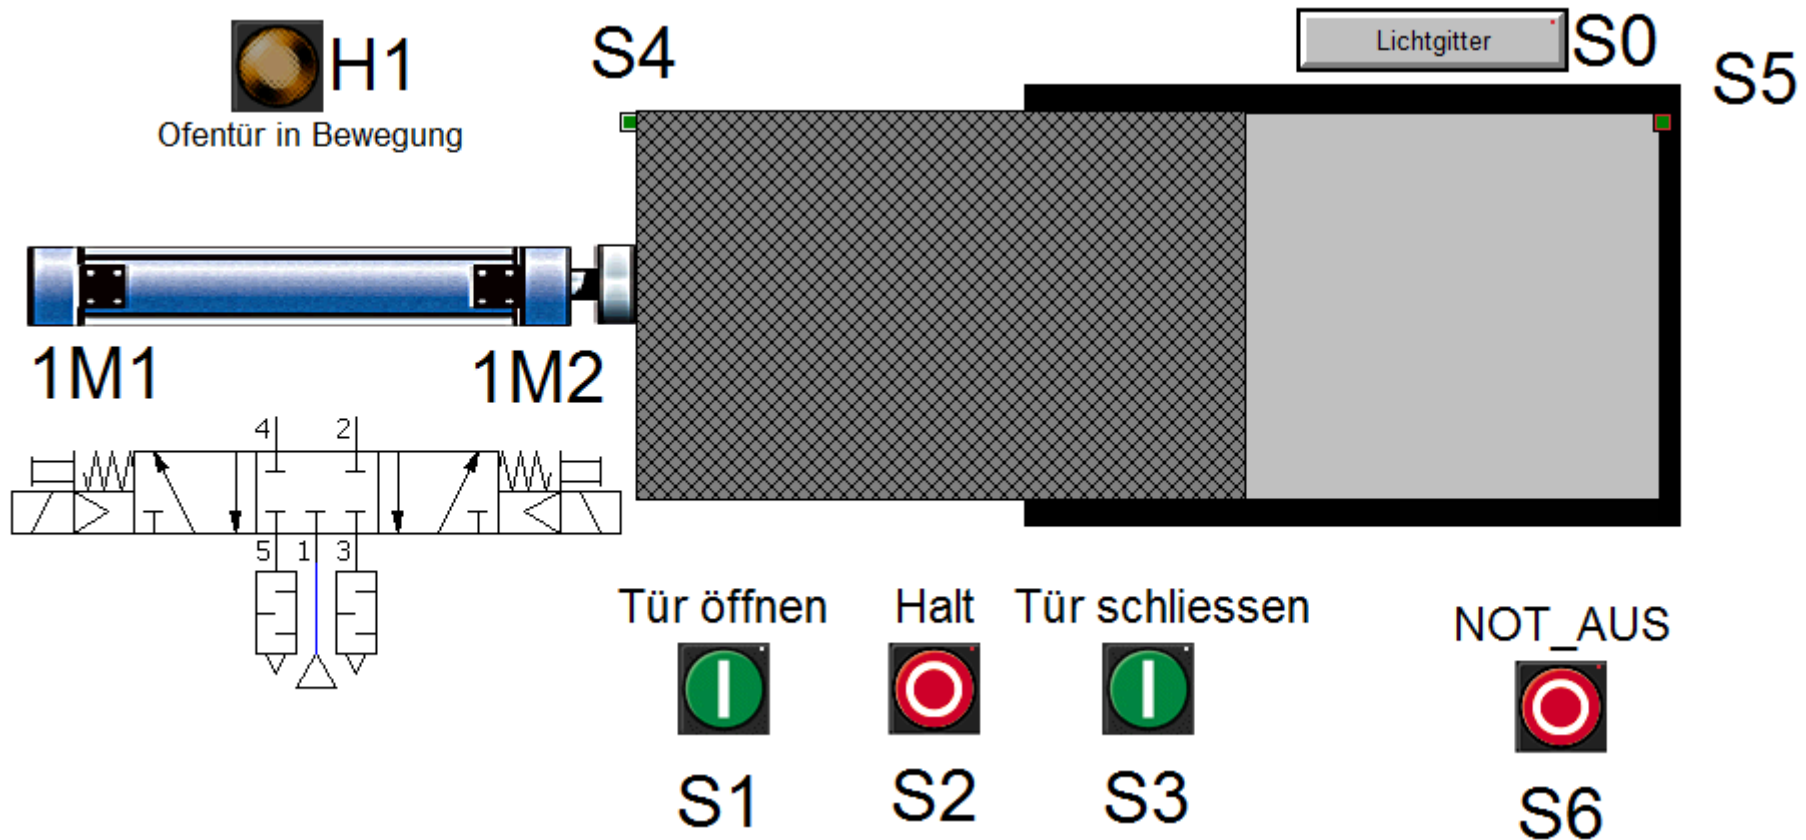 H1
Ofentür in Bewegung
S4
Lichtgitter
S0
S5
1M1
1M2
4
2
5
1
3
Tür öffnen
Halt
Tür schliessen
NOT_AUS
S1
S2
S3
S6